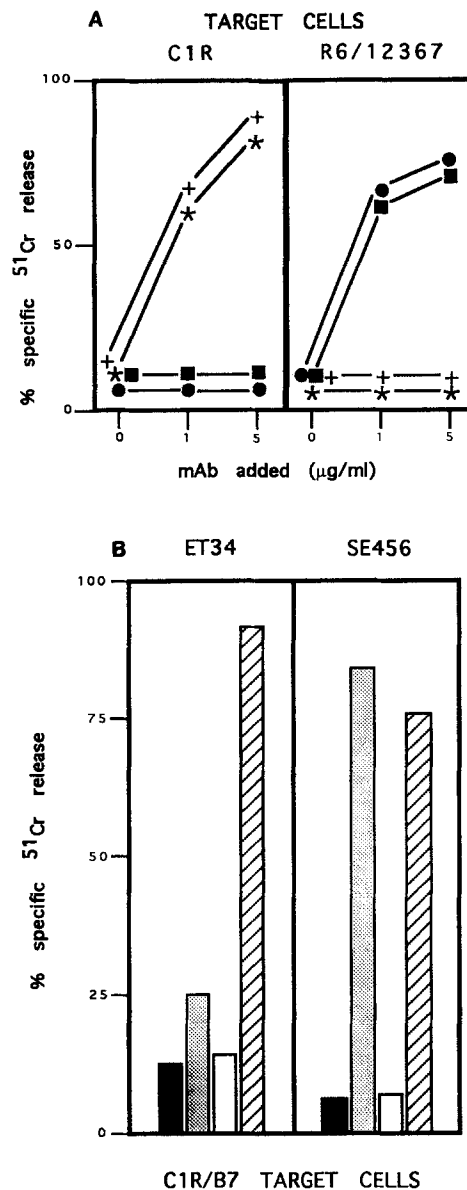 A TARGET CELLS
C1R R6/12367
100
50
0
% specific 51Cr release
0 1 5 0 1 5
mAb added (μg/ml)
B ET34 SE456
100
75
50
25
0
% specific 51Cr release
C1R/B7 TARGET CELLS